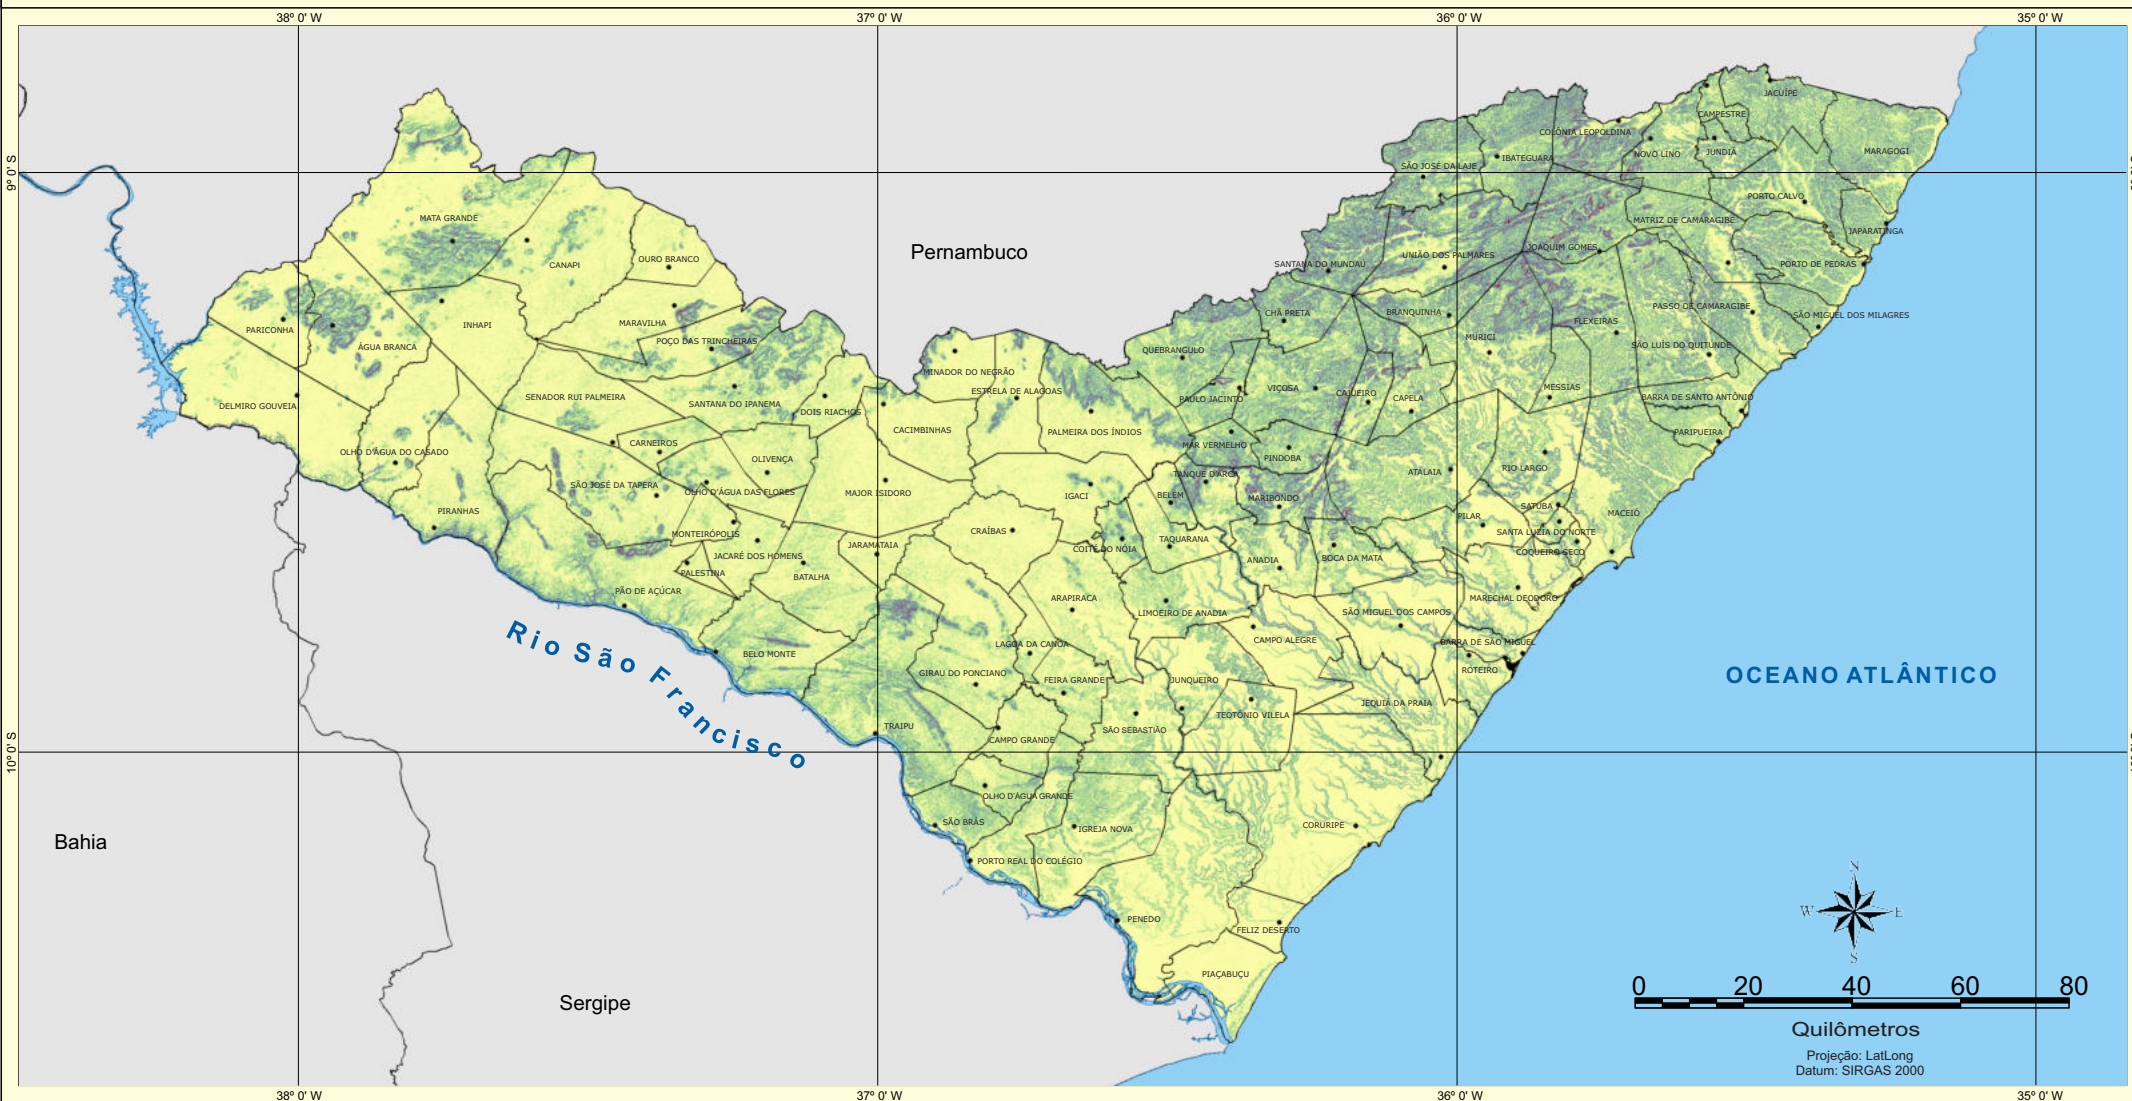 38º 0' W
37º 0' W
36º 0' W
35º 0' W
JACUÍPE
CAMPESTRE
COLÔNIA LEOPOLDINA
NOVO LINO
JUNDIÁ
MARAGOGI
IBATEGUARA
SÃO JOSÉ DA LAJE
9º 0' S
PORTO CALVO
MATA GRANDE
MATRIZ DE CAMARAGIBE
JAPARATINGA
JOAQUIM GOMES
Pernambuco
UNIÃO DOS PALMARES
OURO BRANCO
CANAPI
SANTANA DO MUNDAÚ
PORTO DE PEDRAS
PASSO DE CAMARAGIBE
CHÃ PRETA
BRANQUINHA
SÃO MIGUEL DOS MILAGRES
MARAVILHA
INHAPI
FLEXEIRAS
PARICONHA
MURICI
POÇO DAS TRINCHEIRAS
ÁGUA BRANCA
SÃO LUÍS DO QUITUNDE
QUEBRANGULO
MINADOR DO NEGRÃO
MESSIAS
VIÇOSA
ESTRELA DE ALAGOAS
CAJUEIRO
CAPELA
BARRA DE SANTO ANTÔNIO
SENADOR RUI PALMEIRA
PAULO JACINTO
SANTANA DO IPANEMA
DELMIRO GOUVEIA
DOIS RIACHOS
CACIMBINHAS
PALMEIRA DOS ÍNDIOS
PARIPUEIRA
CARNEIROS
MAR VERMELHO
OLHO D'ÁGUA DO CASADO
OLIVENÇA
PINDOBA
RIO LARGO
ATALAIA
TANQUE D'ARCA
SÃO JOSÉ DA TAPERA
OLHO D'ÁGUA DAS FLORES
MAJOR ISIDORO
IGACI
BELÉM
MARIBONDO
SATUBA
PIRANHAS
MACEIÓ
PILAR
CRAÍBAS
SANTA LUZIA DO NORTE
MONTEIRÓPOLIS
TAQUARANA
JARAMATAIA
COITÉ DO NÓIA
COQUEIRO SECO
JACARÉ DOS HOMENS
ANADIA
BOCA DA MATA
PALESTINA
BATALHA
PÃO DE AÇÚCAR
ARAPIRACA
MARECHAL DEODORO
LIMOEIRO DE ANADIA
SÃO MIGUEL DOS CAMPOS
Rio São Francisco
CAMPO ALEGRE
BARRA DE SÃO MIGUEL
LAGOA DA CANOA
BELO MONTE
ROTEIRO
GIRAU DO PONCIANO
FEIRA GRANDE
JUNQUEIRO
OCEANO ATLÂNTICO
JEQUIÁ DA PRAIA
TEOTÔNIO VILELA
TRAIPU
SÃO SEBASTIÃO
CAMPO GRANDE
10º 0' S
OLHO D'ÁGUA GRANDE
SÃO BRÁS
IGREJA NOVA
CORURIPE
Bahia
PORTO REAL DO COLÉGIO
N
W
E
S
PENEDO
FELIZ DESERTO
PIAÇABUÇU
Sergipe
0 20 40 60 80
Quilômetros
Projeção: LatLong
Datum: SIRGAS 2000
38º 0' W
37º 0' W
36º 0' W
35º 0' W